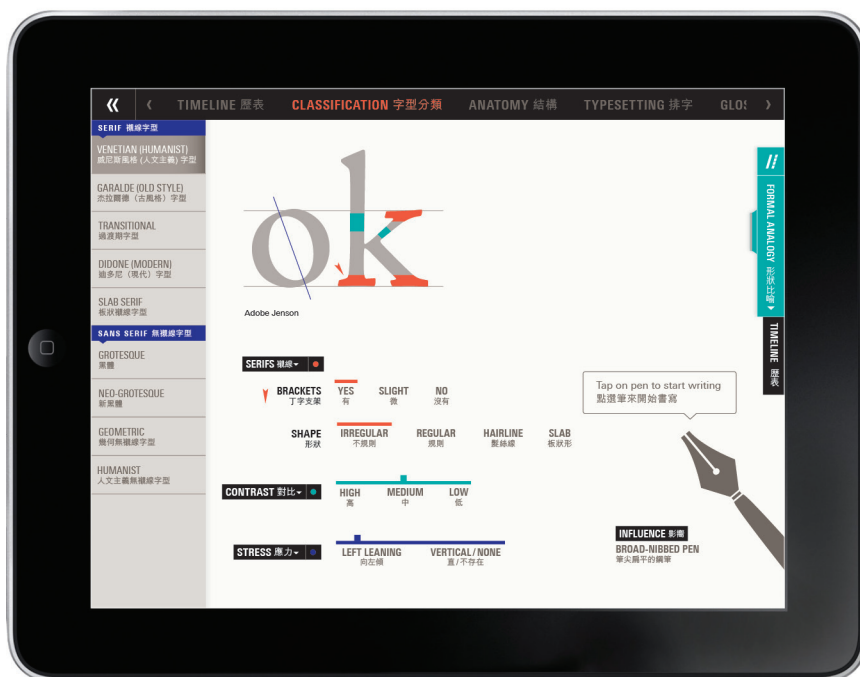 TIMELINE 歷表 CLASSIFICATION 字型分類 ANATOMY 結構 TYPESETTING 排字 GLOS
SERIF 襯線字型
VENETIAN (HUMANIST)
威尼斯風格 (人文主義) 字型
GARALDE (OLD STYLE)
杰拉爾德（古風格）字型
TRANSITIONAL
過渡期字型
DIDONE (MODERN)
迪多尼（現代）字型
SLAB SERIF
板狀襯線字型
SANS SERIF 無襯線字型
GROTESQUE
黑體
NEO-GROTESQUE
新黑體
GEOMETRIC
幾何無襯線字型
HUMANIST
人文主義無襯線字型
ok
Adobe Jenson
SERIFS 襯線
BRACKETS YES SLIGHT NO
丁字支架 有 微 沒有
SHAPE IRREGULAR REGULAR HAIRLINE SLAB
形狀 不規則 規則 髮絲線 板狀形
CONTRAST 對比
HIGH MEDIUM LOW
高 中 低
STRESS 應力
LEFT LEANING VERTICAL/NONE
向左傾 直/不存在
FORMAL ANALOGY 形狀比喻
TIMELINE 歷表
Tap on pen to start writing
點選筆來開始書寫
INFLUENCE 影響
BROAD-NIBBED PEN
筆尖扁平的鋼筆